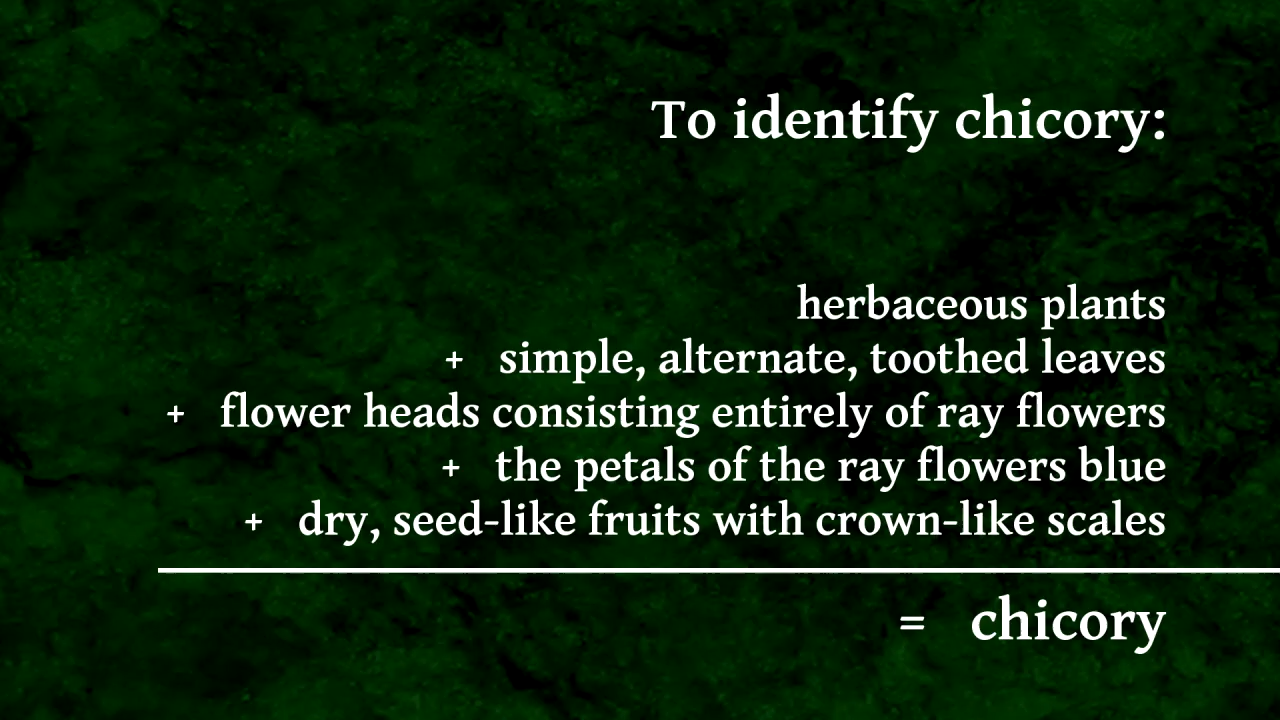 To identify chicory:
herbaceous plants
+ simple, alternate, toothed leaves
+ flower heads consisting entirely of ray flowers
+ the petals of the ray flowers blue
+ dry, seed-like fruits with crown-like scales
= chicory